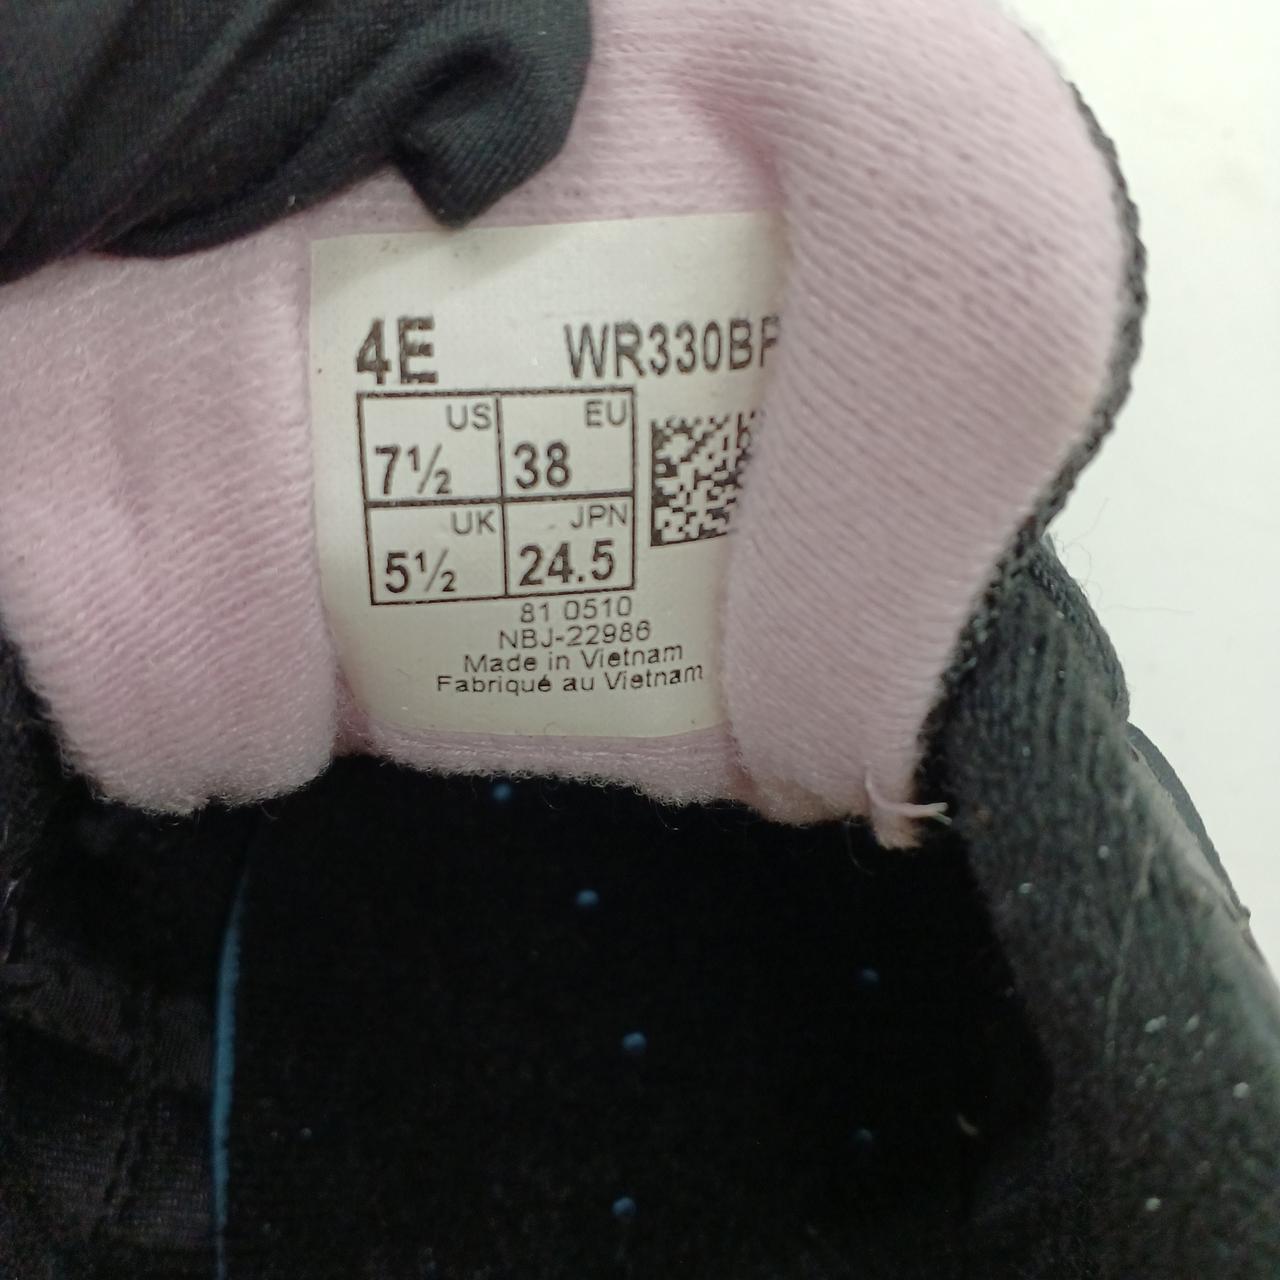 4E WR330BP
US EU
7½ 38
UK JPN
5½ 24.5
81 0510
NBJ-22986
Made in Vietnam
Fabriqué au Vietnam